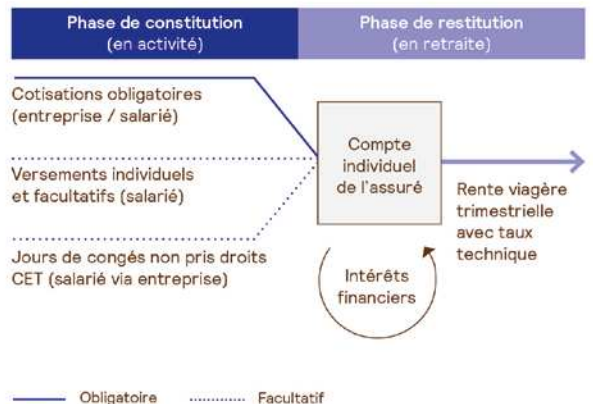 Phase de constitution
(en activité)
Phase de restitution
(en retraite)
Cotisations obligatoires
(entreprise / salarié)
Versements individuels
et facultatifs (salarié)
Jours de congés non pris droits
CET (salarié via entreprise)
Compte
individuel
de l'assuré
Rente viagère
trimestrielle
avec taux
technique
Intérêts
financiers
Obligatoire
Facultatif